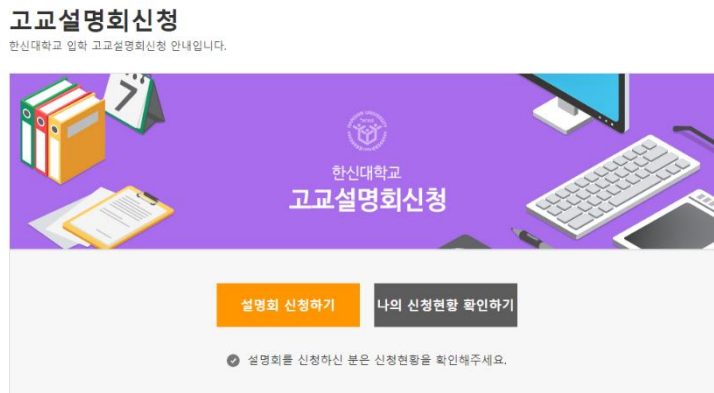 고교설명회신청
한신대학교 입학 고교설명회신청 안내입니다.
7
한신대학교
고교설명회신청
설명회 신청하기
나의 신청현황 확인하기
설명회를 신청하신 분은 신청현황을 확인해주세요.